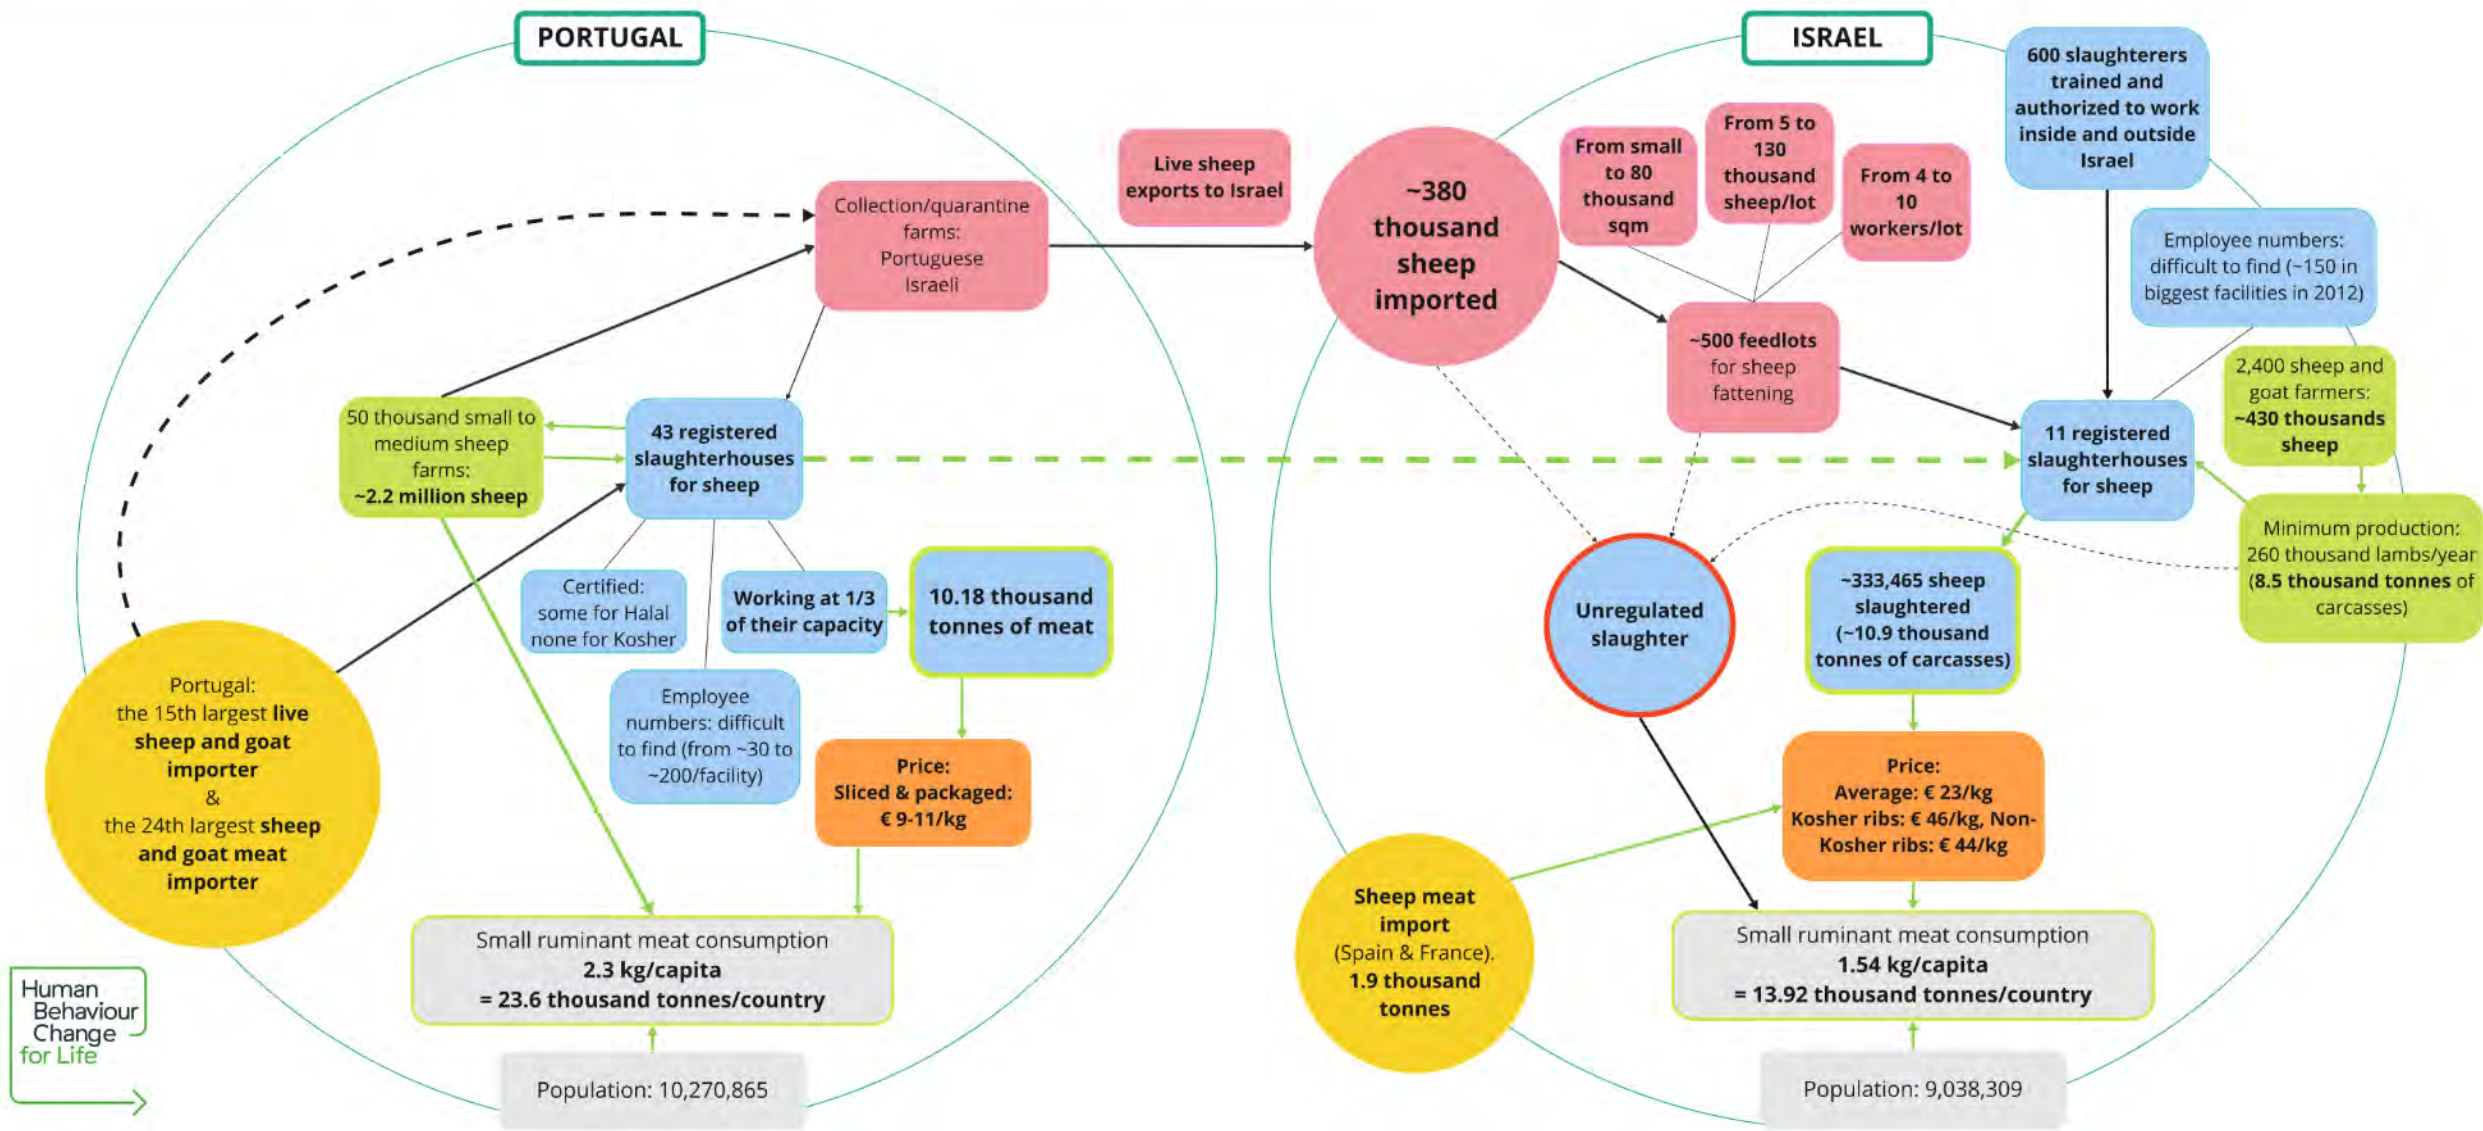 PORTUGAL
Collection/quarantine
farms:
Portuguese
Israeli
50 thousand small to
medium sheep
farms:
~2.2 million sheep
43 registered
slaughterhouses
for sheep
Certified:
some for Halal
none for Kosher
Working at 1/3
of their capacity
10.18 thousand
tonnes of meat
Employee
numbers: difficult
to find (from ~30 to
~200/facility)
Price:
Sliced & packaged:
€ 9-11/kg
Portugal:
the 15th largest live
sheep and goat
importer
&
the 24th largest sheep
and goat meat
importer
Small ruminant meat consumption
2.3 kg/capita
= 23.6 thousand tonnes/country
Population: 10,270,865
Human
Behaviour
Change
for Life
Live sheep
exports to Israel
ISRAEL
~380
thousand
sheep
imported
From small
to 80
thousand
sqm
From 5 to
130
thousand
sheep/lot
From 4 to
10
workers/lot
600 slaughterers
trained and
authorized to work
inside and outside
Israel
Employee numbers:
difficult to find (~150 in
biggest facilities in 2012)
~500 feedlots
for sheep
fattening
2,400 sheep and
goat farmers:
~430 thousands
sheep
11 registered
slaughterhouses
for sheep
Minimum production:
260 thousand lambs/year
(8.5 thousand tonnes of
carcasses)
Unregulated
slaughter
~333,465 sheep
slaughtered
(~10.9 thousand
tonnes of carcasses)
Price:
Average: € 23/kg
Kosher ribs: € 46/kg, Non-
Kosher ribs: € 44/kg
Sheep meat
import
(Spain & France).
1.9 thousand
tonnes
Small ruminant meat consumption
1.54 kg/capita
= 13.92 thousand tonnes/country
Population: 9,038,309